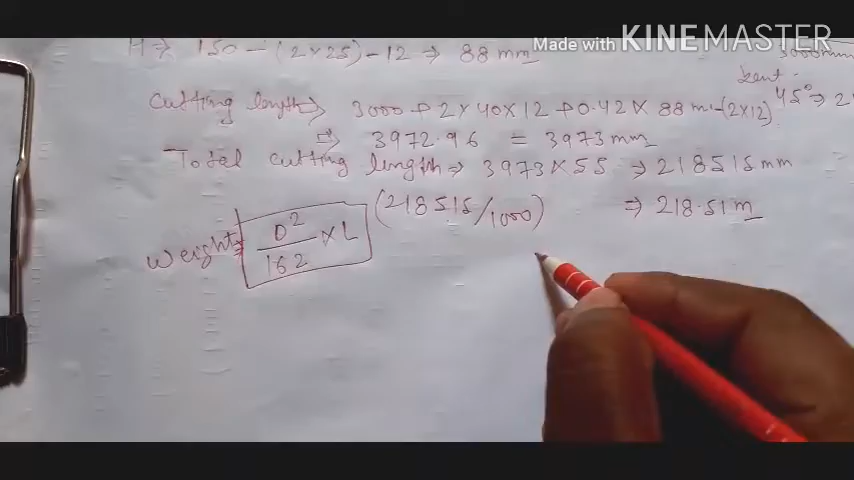 Made with KINEMASTER
H ⇒ 150 - (2×25) - 12 ⇒ 88 mm
3000mm
Cutting length ⇒ 3000 + 2 × 40 × 12 + 0.42 × 88 m - (2×12)
45° ⇒
⇒ 3972.96 = 3973 mm
Total cutting length ⇒ 3973 × 55 ⇒ 218515 mm
(218515/1000) ⇒ 218.51 m
Weight ⇒ D²/162 × L